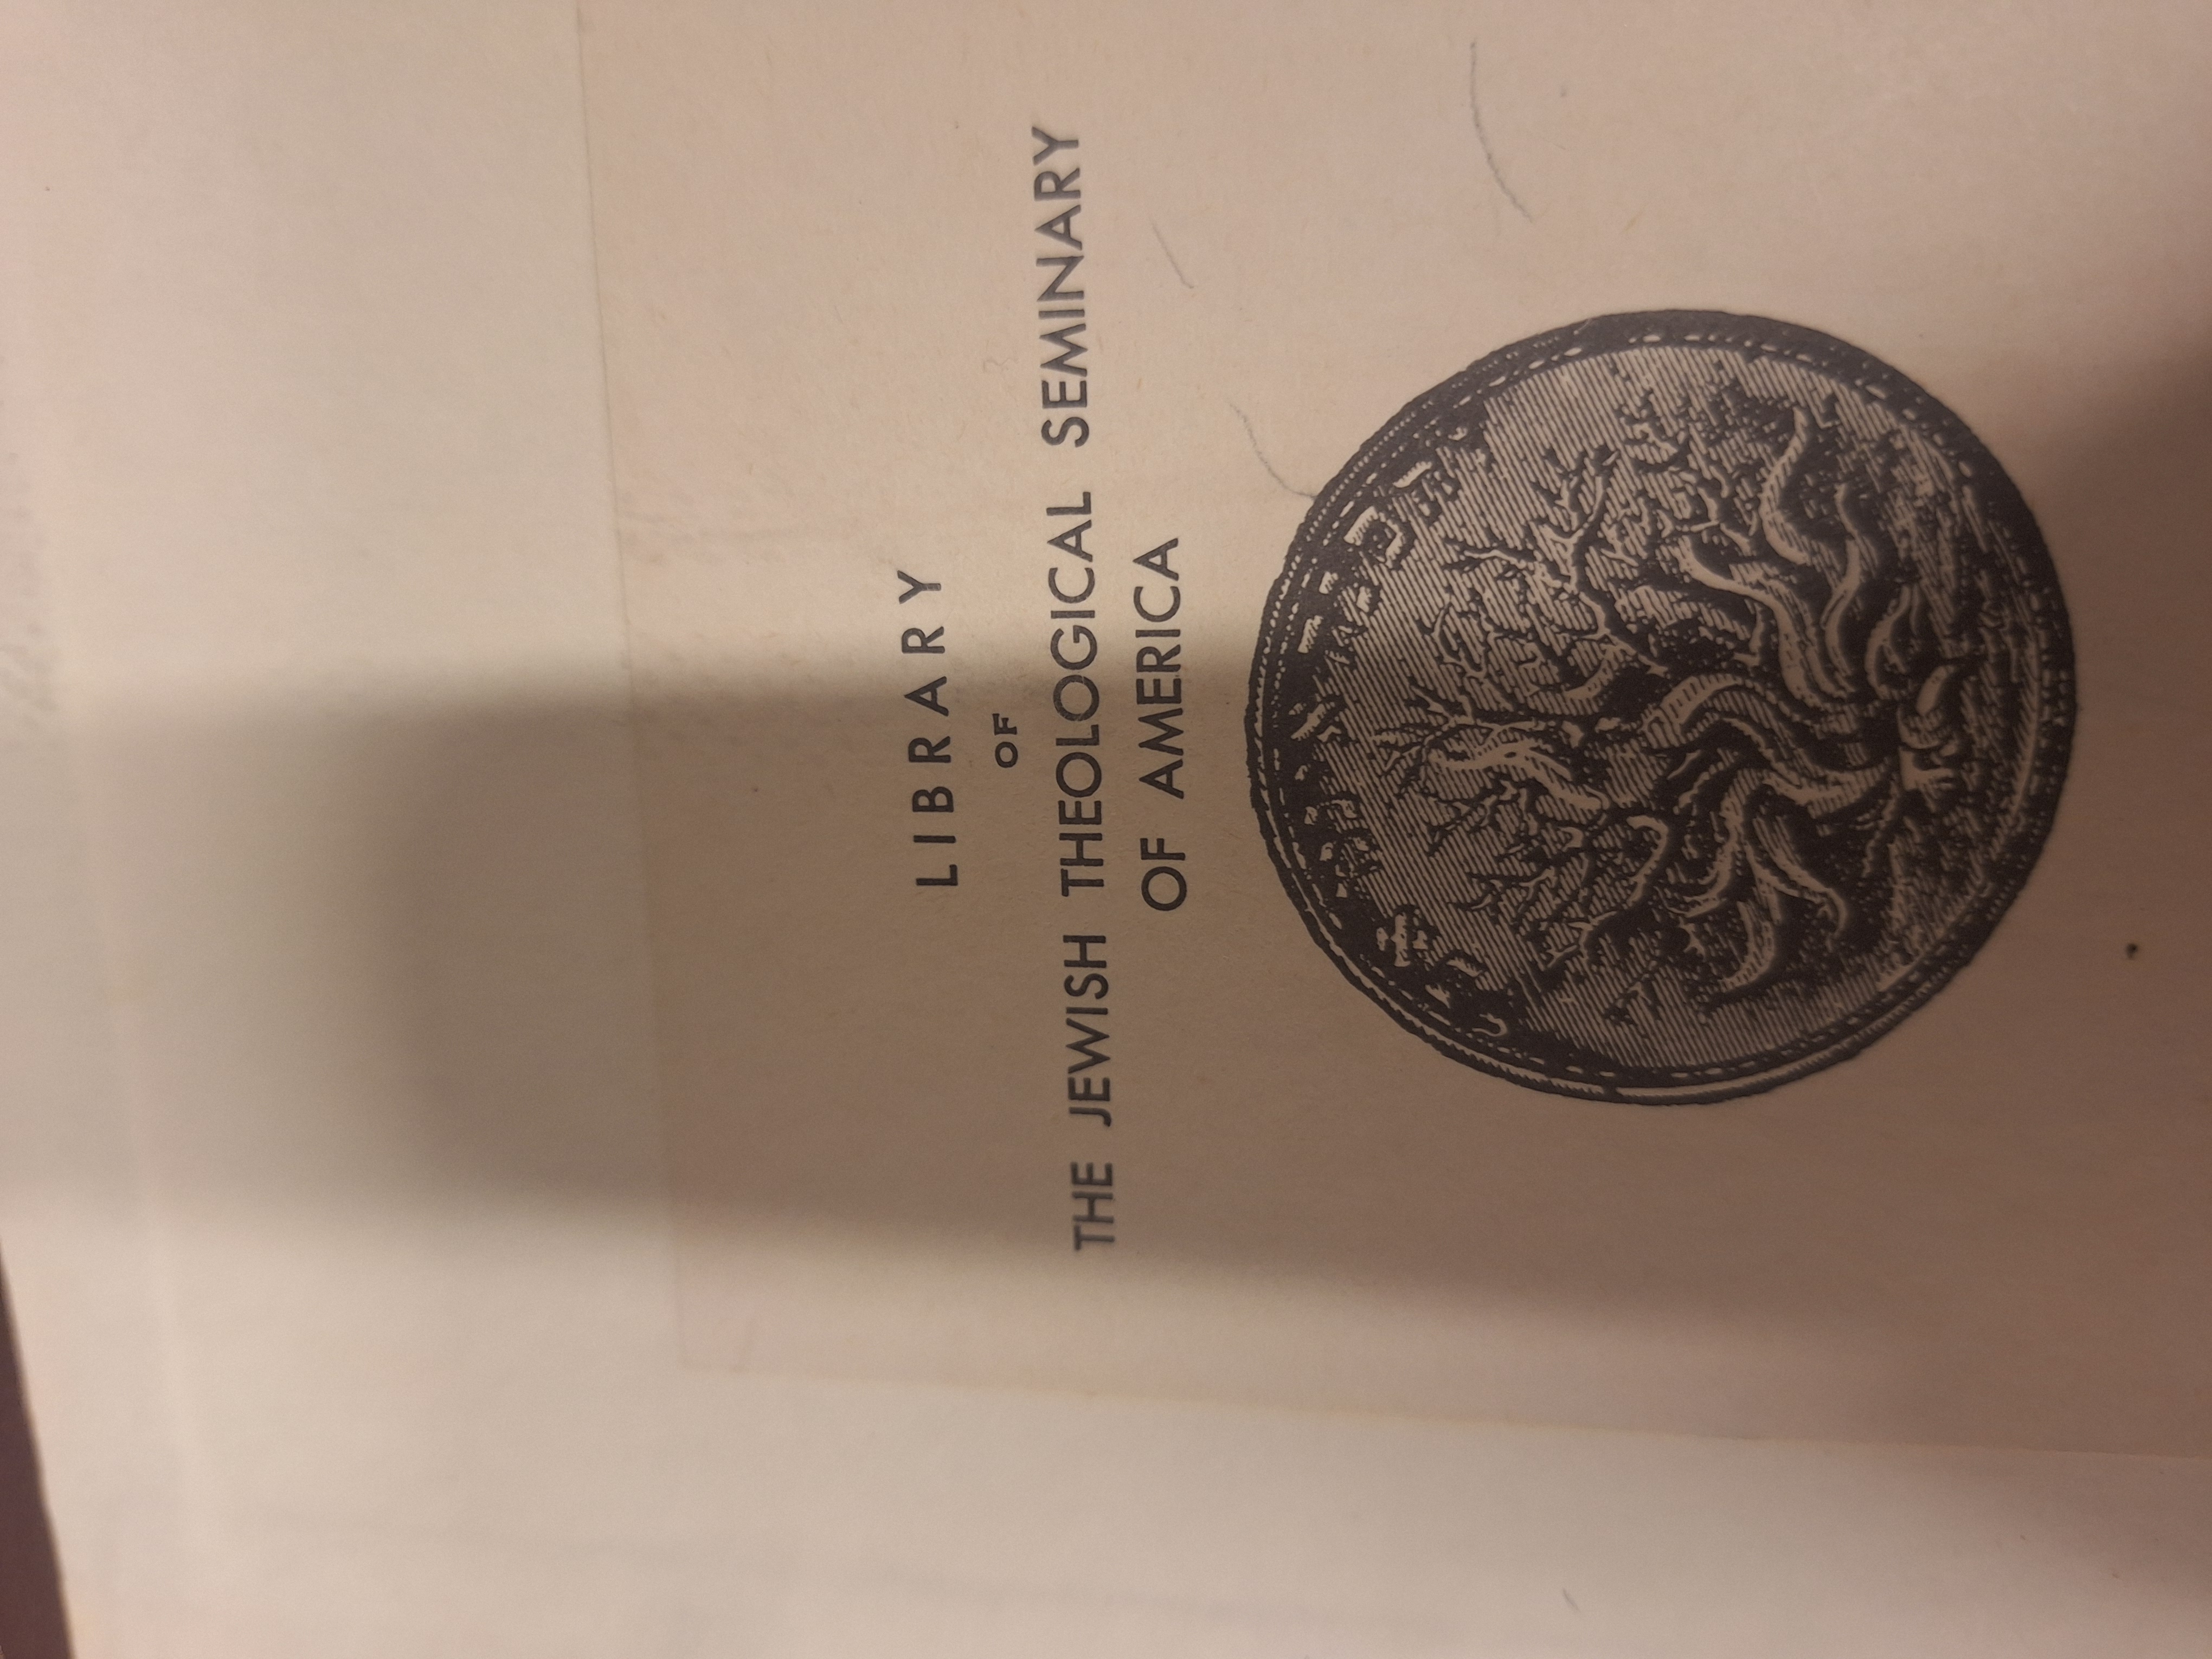 LIBRARY
OF
THE JEWISH THEOLOGICAL SEMINARY
OF AMERICA